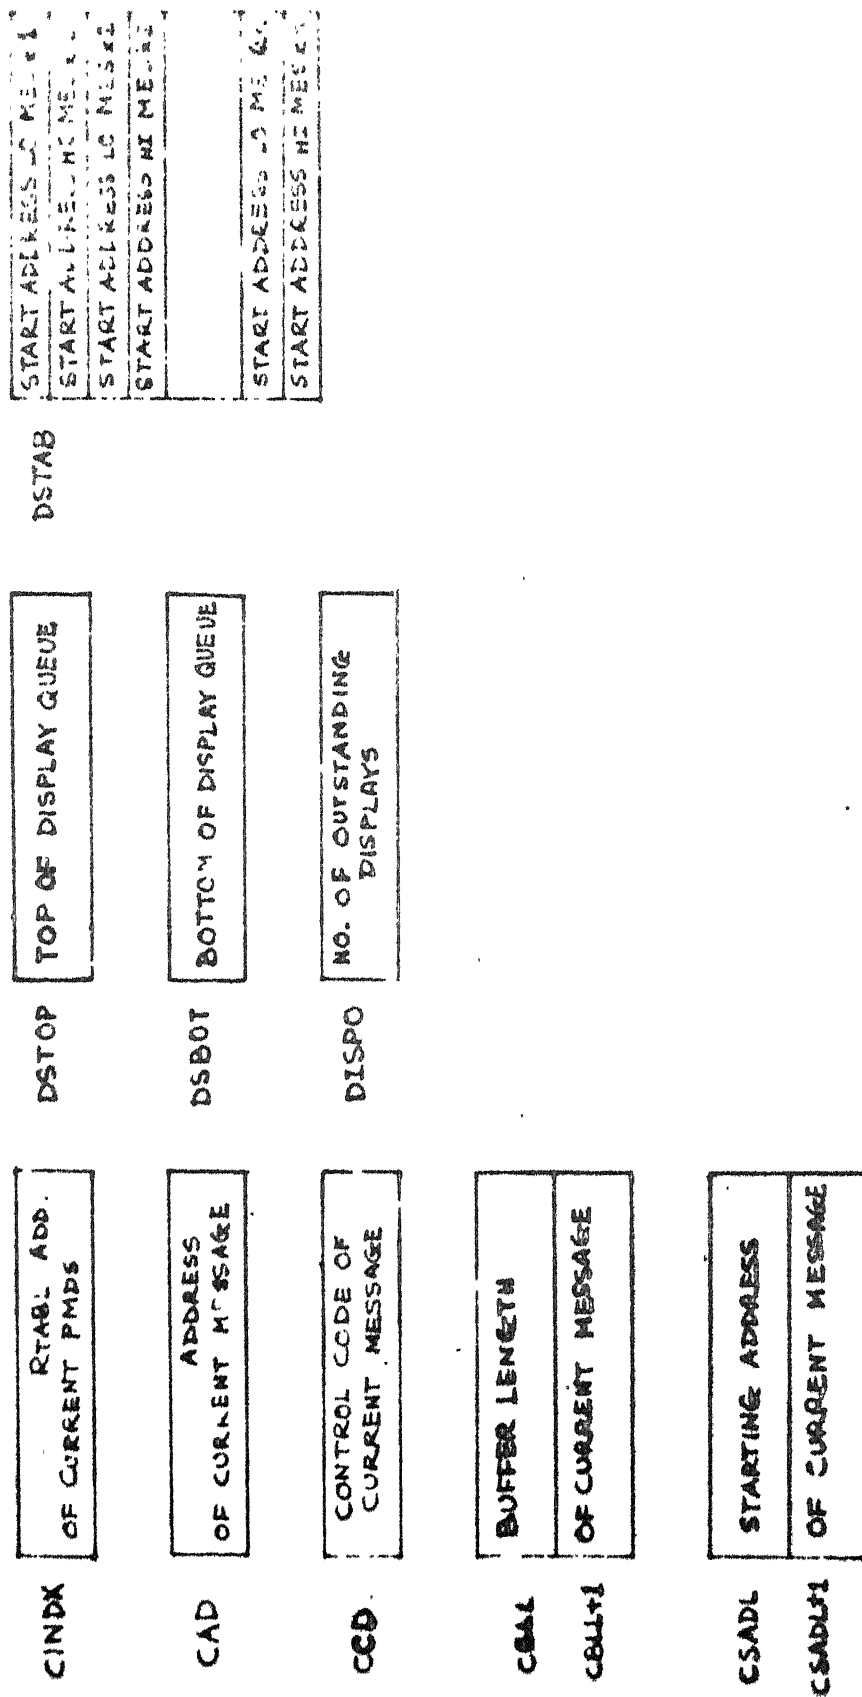 CINDX
RTABL ADD.
OF CURRENT PMDS
CAD
ADDRESS
OF CURRENT MESSAGE
CCD
CONTROL CODE OF
CURRENT MESSAGE
BUFFER LENGTH
CBLL+1
OF CURRENT MESSAGE
CSADL
STARTING ADDRESS
CSADL+1
OF CURRENT MESSAGE
DSTOP
TOP OF DISPLAY QUEUE
DSBOT
BOTTOM OF DISPLAY QUEUE
DISPO
NO. OF OUTSTANDING
DISPLAYS
DSTAB
START ADDRESS LO
START ADDRESS HI
START ADDRESS LO
START ADDRESS HI
START ADDRESS LO
START ADDRESS HI